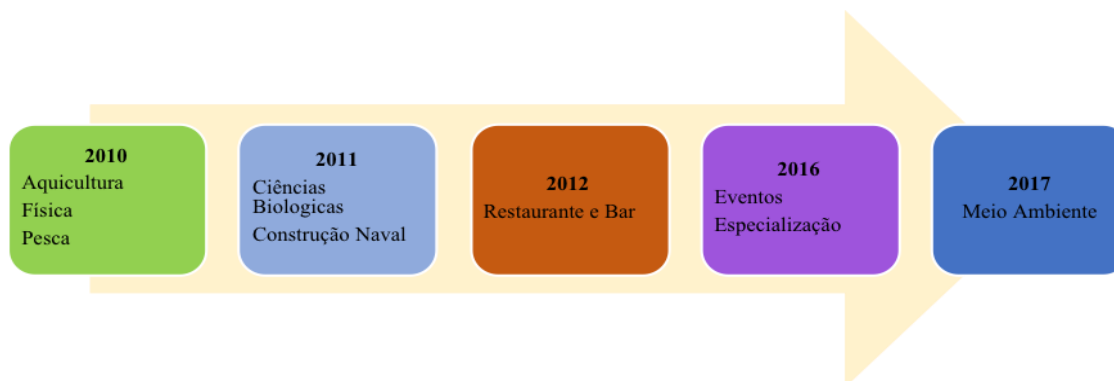 2010
Aquicultura
Física
Pesca
2011
Ciências
Biologicas
Construção Naval
2012
Restaurante e Bar
2016
Eventos
Especialização
2017
Meio Ambiente